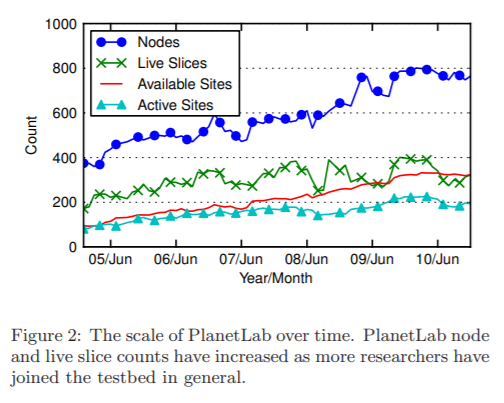 1000
800
600
400
200
0
Count
Nodes
Live Slices
Available Sites
Active Sites
05/Jun 06/Jun 07/Jun 08/Jun 09/Jun 10/Jun
Year/Month
Figure 2: The scale of PlanetLab over time. PlanetLab node
and live slice counts have increased as more researchers have
joined the testbed in general.